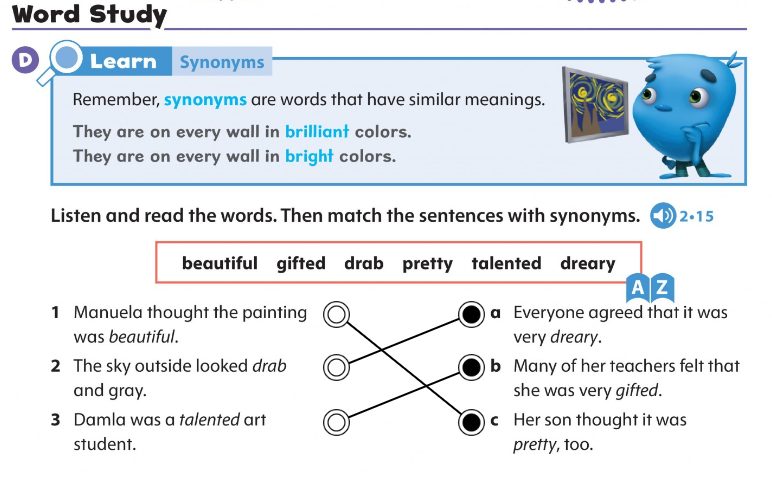 Word Study
D Learn Synonyms
Remember, synonyms are words that have similar meanings.
They are on every wall in brilliant colors.
They are on every wall in bright colors.
Listen and read the words. Then match the sentences with synonyms. 2•15
beautiful gifted drab pretty talented dreary
A Z
1 Manuela thought the painting
was beautiful.
2 The sky outside looked drab
and gray.
3 Damla was a talented art
student.
a Everyone agreed that it was
very dreary.
b Many of her teachers felt that
she was very gifted.
c Her son thought it was
pretty, too.